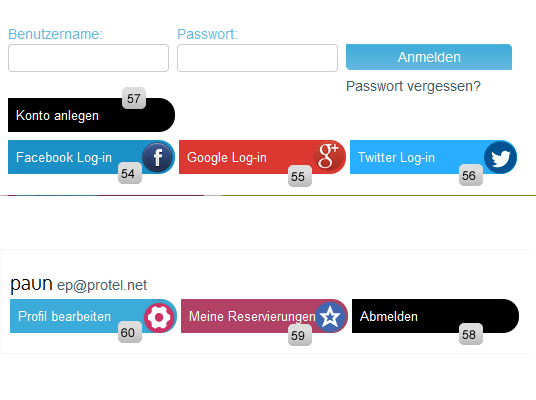 Benutzername: Passwort:
Anmelden
Passwort vergessen?
57
Konto anlegen
Facebook Log-in f Google Log-in g+ Twitter Log-in
54 55 56
paun ep@protel.net
Profil bearbeiten Meine Reservierungen Abmelden
60 59 58